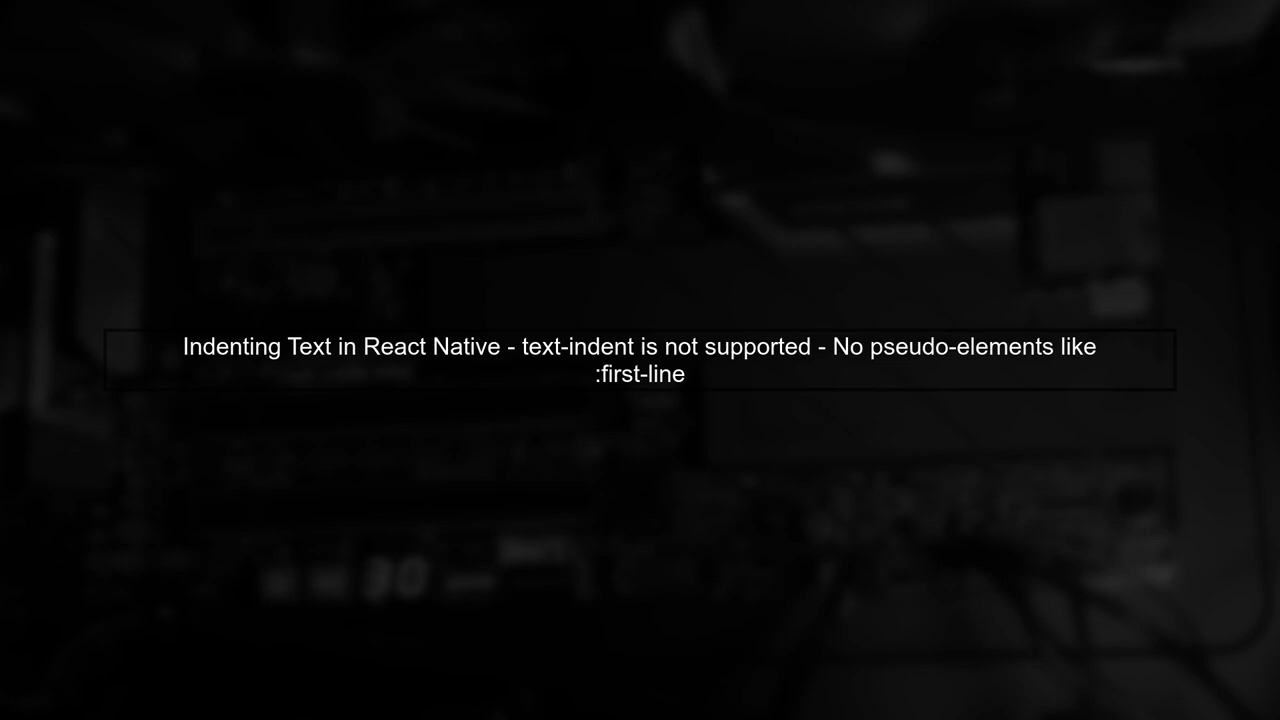 Indenting Text in React Native - text-indent is not supported - No pseudo-elements like
:first-line